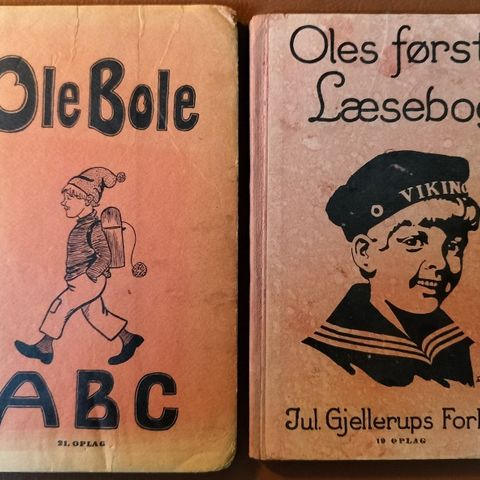 Ole Bole
ABC
21. OPLAG
Oles først
Læsebog
VIKING
Jul. Gjellerups Forl
19 OPLAG